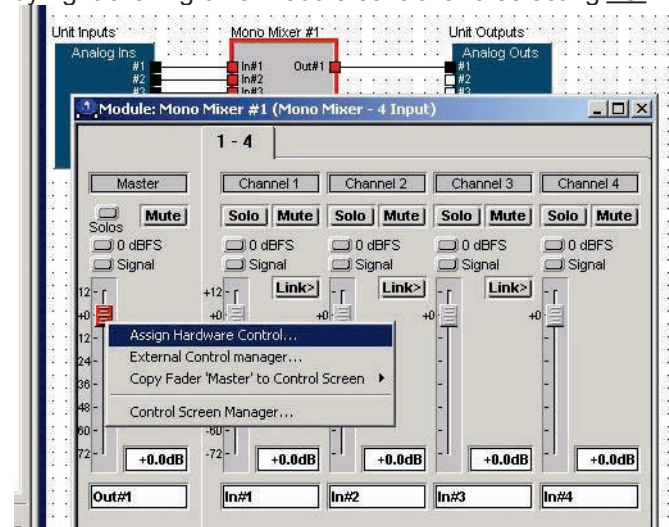 Unit Inputs Mono Mixer #1 Unit Outputs
Analog Ins Analog Outs
#1 In#1 Out#1 #1
#2 In#2 #2
#3 In#3 #3
Module: Mono Mixer #1 (Mono Mixer - 4 Input)
1 - 4
Master Channel 1 Channel 2 Channel 3 Channel 4
Mute Solo Mute Solo Mute Solo Mute Solo Mute
Solos
0 dBFS 0 dBFS 0 dBFS 0 dBFS 0 dBFS
Signal Signal Signal Signal Signal
12 +12 Link> Link> Link>
+0 +0 +0 +0
Assign Hardware Control...
12
External Control manager...
24
Copy Fader 'Master' to Control Screen
36
48
Control Screen Manager...
60 -60
72 +0.0dB -72 +0.0dB +0.0dB +0.0dB +0.0dB
Out#1 In#1 In#2 In#3 In#4